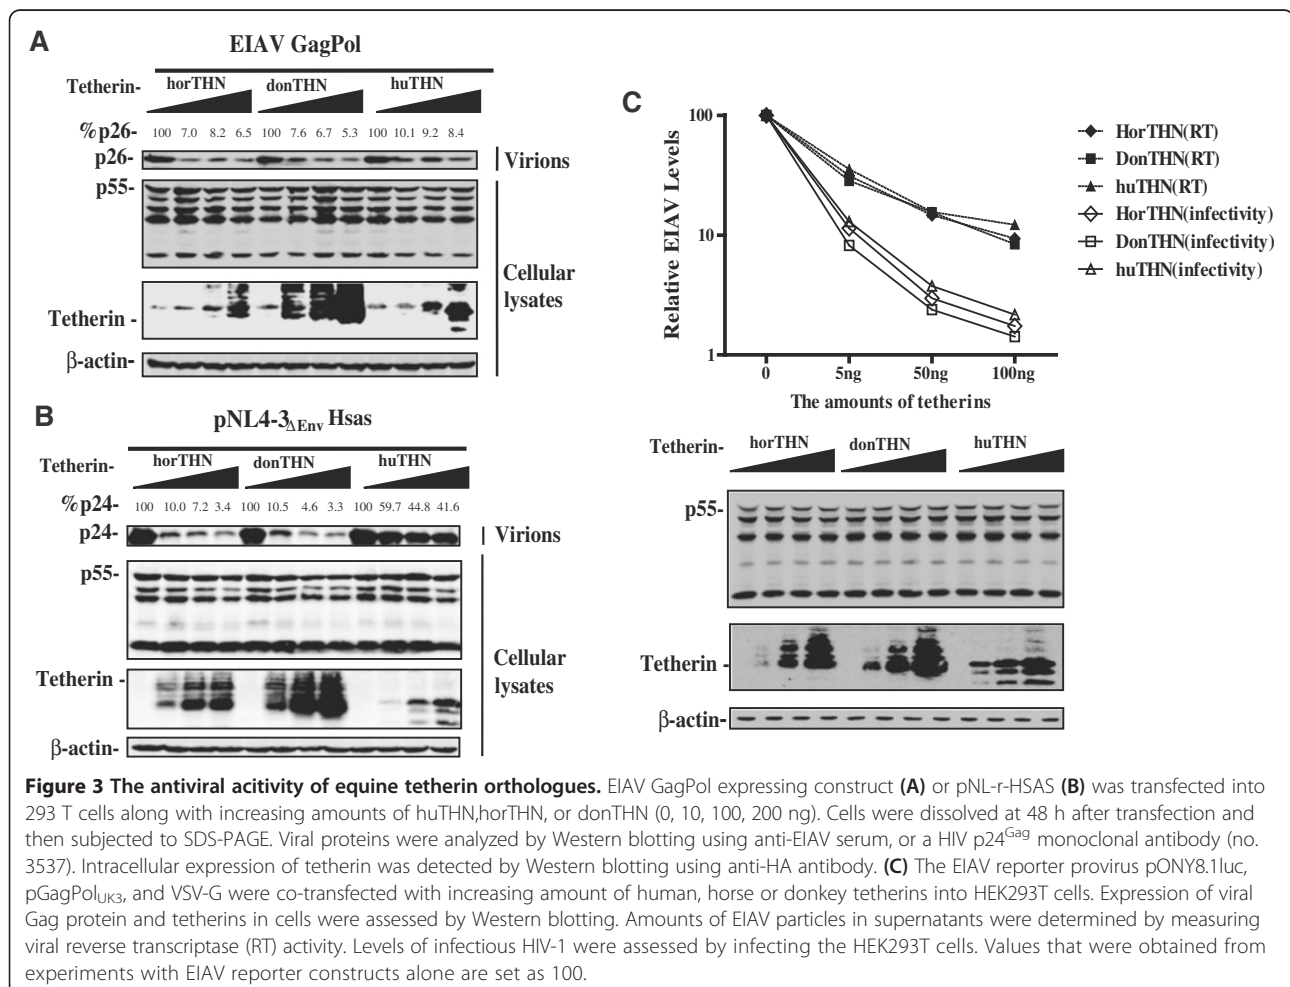 A
EIAV GagPol
Tetherin- horTHN donTHN huTHN
%p26- 100 7.0 8.2 6.5 100 7.6 6.7 5.3 100 10.1 9.2 8.4
p26- Virions
p55-
Cellular
lysates
Tetherin -
β-actin-
B
pNL4-3ΔEnv Hsas
Tetherin- horTHN donTHN huTHN
%p24- 100 10.0 7.2 3.4 100 10.5 4.6 3.3 100 59.7 44.8 41.6
p24- Virions
p55-
Cellular
lysates
Tetherin -
β-actin-
C
Relative EIAV Levels
100
10
1
0 5ng 50ng 100ng
The amounts of tetherins
HorTHN(RT)
DonTHN(RT)
huTHN(RT)
HorTHN(infectivity)
DonTHN(infectivity)
huTHN(infectivity)
Tetherin- horTHN donTHN huTHN
p55-
Tetherin -
β-actin-
Figure 3 The antiviral acitivity of equine tetherin orthologues. EIAV GagPol expressing construct (A) or pNL-r-HSAS (B) was transfected into
293 T cells along with increasing amounts of huTHN,horTHN, or donTHN (0, 10, 100, 200 ng). Cells were dissolved at 48 h after transfection and
then subjected to SDS-PAGE. Viral proteins were analyzed by Western blotting using anti-EIAV serum, or a HIV p24Gag monoclonal antibody (no.
3537). Intracellular expression of tetherin was detected by Western blotting using anti-HA antibody. (C) The EIAV reporter provirus pONY8.1luc,
pGagPolUK3, and VSV-G were co-transfected with increasing amount of human, horse or donkey tetherins into HEK293T cells. Expression of viral
Gag protein and tetherins in cells were assessed by Western blotting. Amounts of EIAV particles in supernatants were determined by measuring
viral reverse transcriptase (RT) activity. Levels of infectious HIV-1 were assessed by infecting the HEK293T cells. Values that were obtained from
experiments with EIAV reporter constructs alone are set as 100.